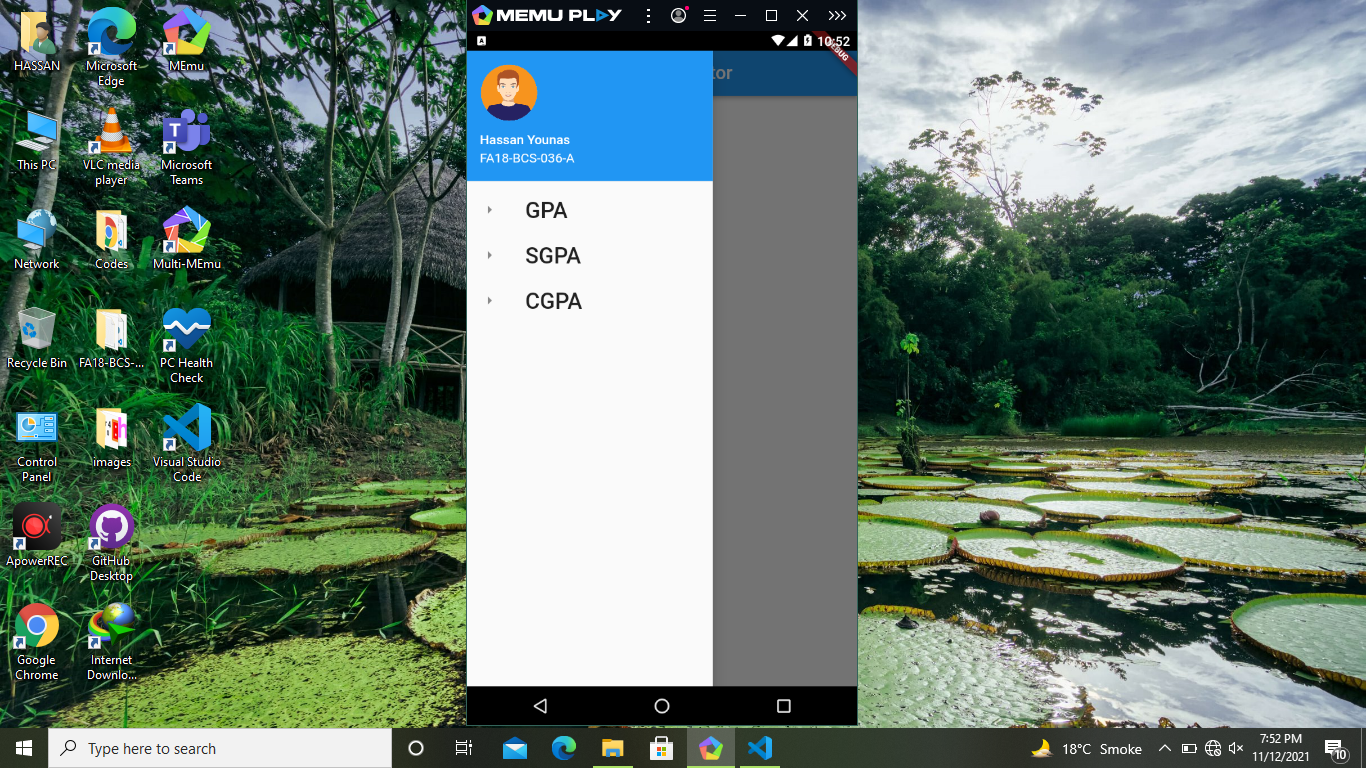 HASSAN
Microsoft
Edge
MEmu
This PC
VLC media
player
Microsoft
Teams
Network
Codes
Multi-MEmu
Recycle Bin
FA18-BCS-...
PC Health
Check
Control
Panel
images
Visual Studio
Code
ApowerREC
GitHub
Desktop
Google
Chrome
Internet
Downlo...
MEMU PLAY
10:52
DEBUG
tor
Hassan Younas
FA18-BCS-036-A
GPA
SGPA
CGPA
Type here to search
18°C Smoke
7:52 PM
11/12/2021
10